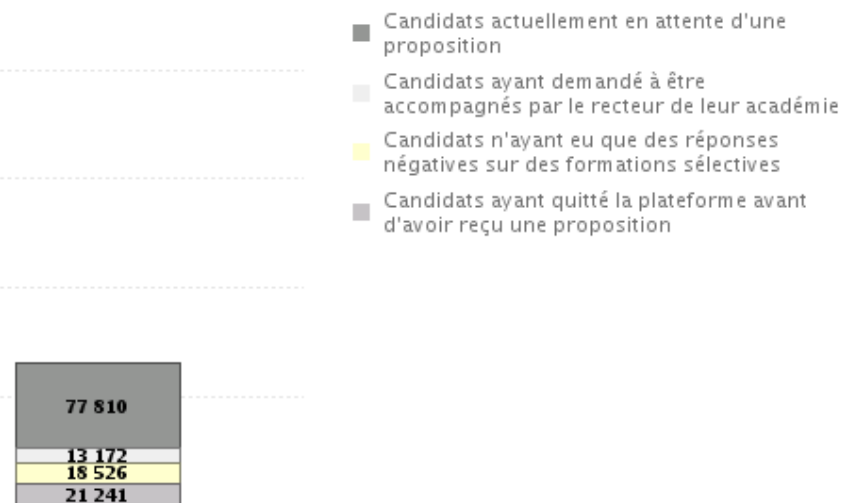 Candidats actuellement en attente d'une
proposition
Candidats ayant demandé à être
accompagnés par le recteur de leur académie
Candidats n'ayant eu que des réponses
négatives sur des formations sélectives
Candidats ayant quitté la plateforme avant
d'avoir reçu une proposition
77 810
13 172
18 526
21 241